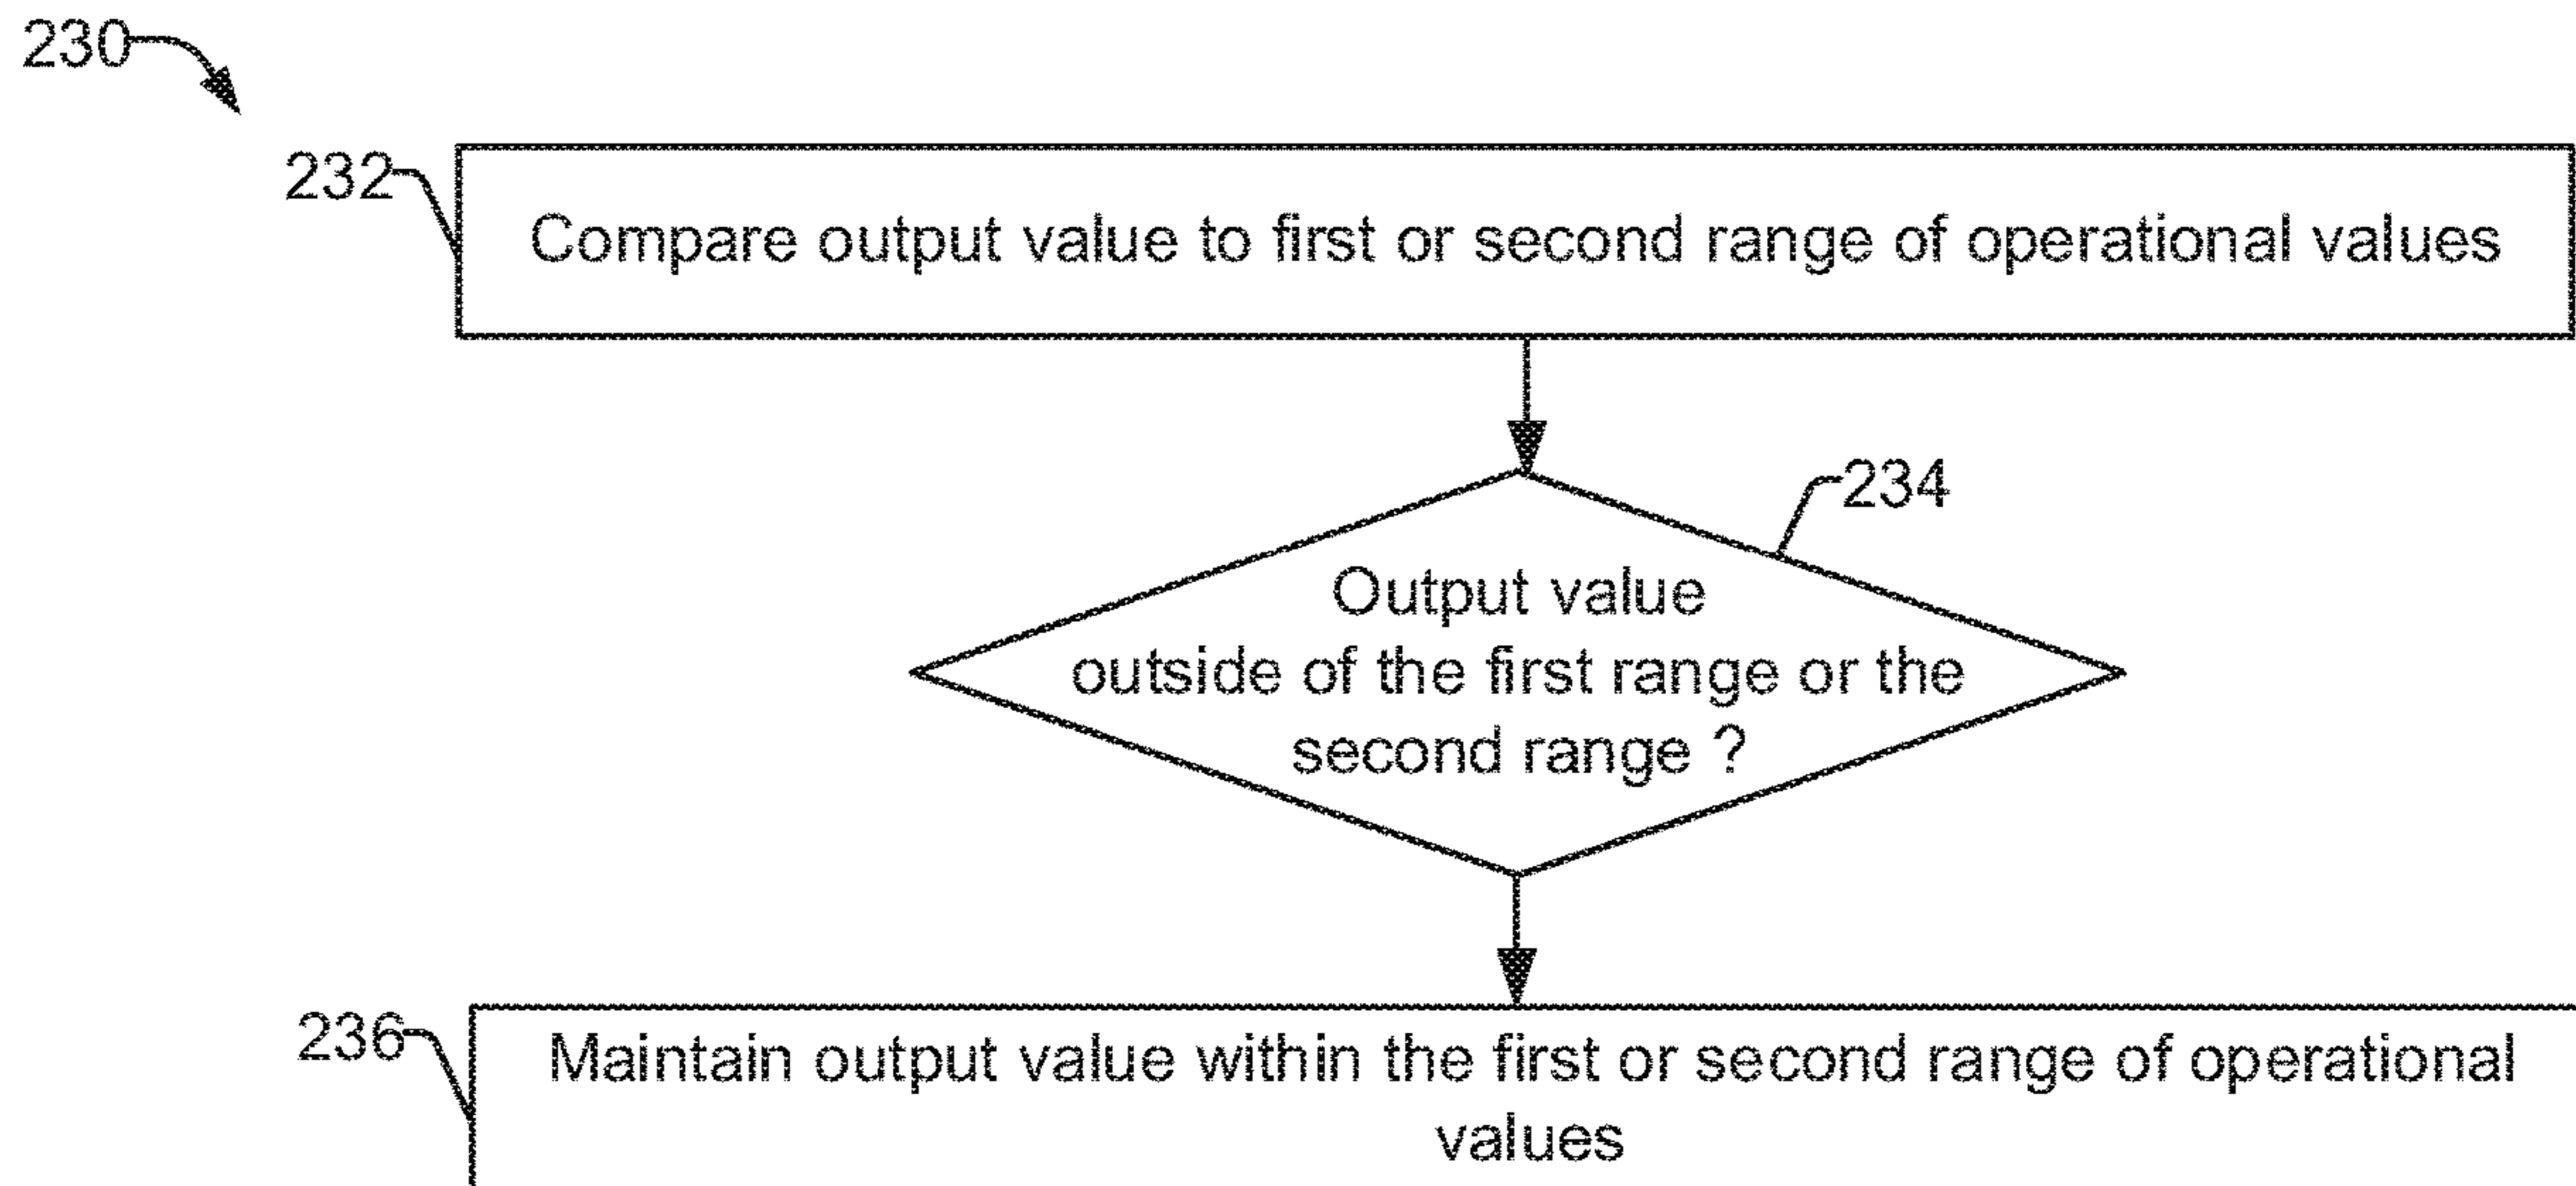 230
232
Compare output value to first or second range of operational values
234
Output value
outside of the first range or the
second range ?
236
Maintain output value within the first or second range of operational
values